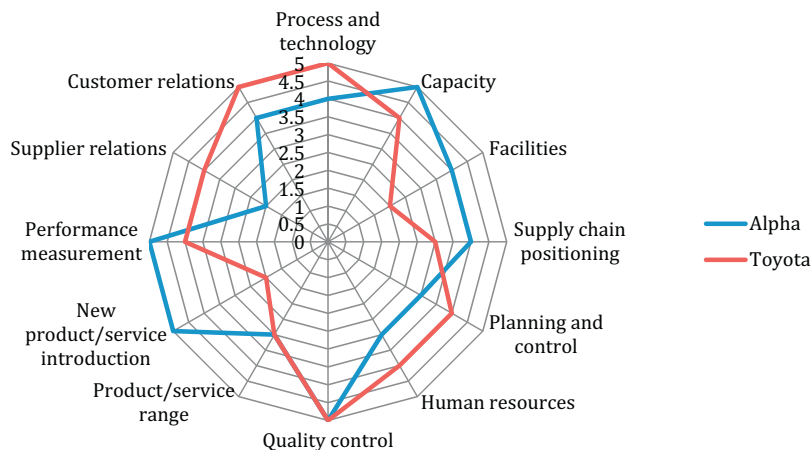 Process and
technology
Customer relations
Capacity
Supplier relations
Facilities
Performance
measurement
Supply chain
positioning
New
product/service
introduction
Planning and
control
Product/service
range
Human resources
Quality control
5
4.5
4
3.5
3
2.5
2
1.5
1
0.5
0
Alpha
Toyota